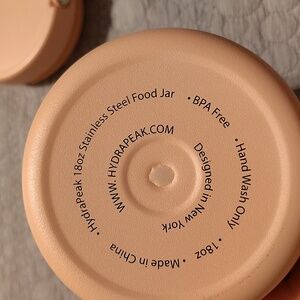 • HydraPeak 18oz Stainless Steel Food Jar • BPA Free • Hand Wash Only • 18oz • Made in China
WWW.HYDRAPEAK.COM
Designed in New York